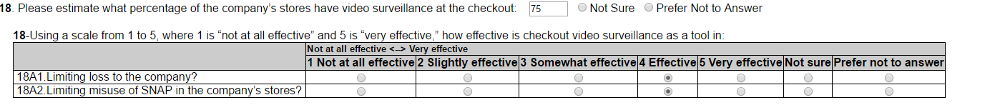 18. Please estimate what percentage of the company's stores have video surveillance at the checkout: 75 Not Sure Prefer Not to Answer
18-Using a scale from 1 to 5, where 1 is “not at all effective” and 5 is “very effective,” how effective is checkout video surveillance as a tool in:
Not at all effective <--> Very effective
1 Not at all effective 2 Slightly effective 3 Somewhat effective 4 Effective 5 Very effective Not sure Prefer not to answer
18A1.Limiting loss to the company?
18A2.Limiting misuse of SNAP in the company's stores?